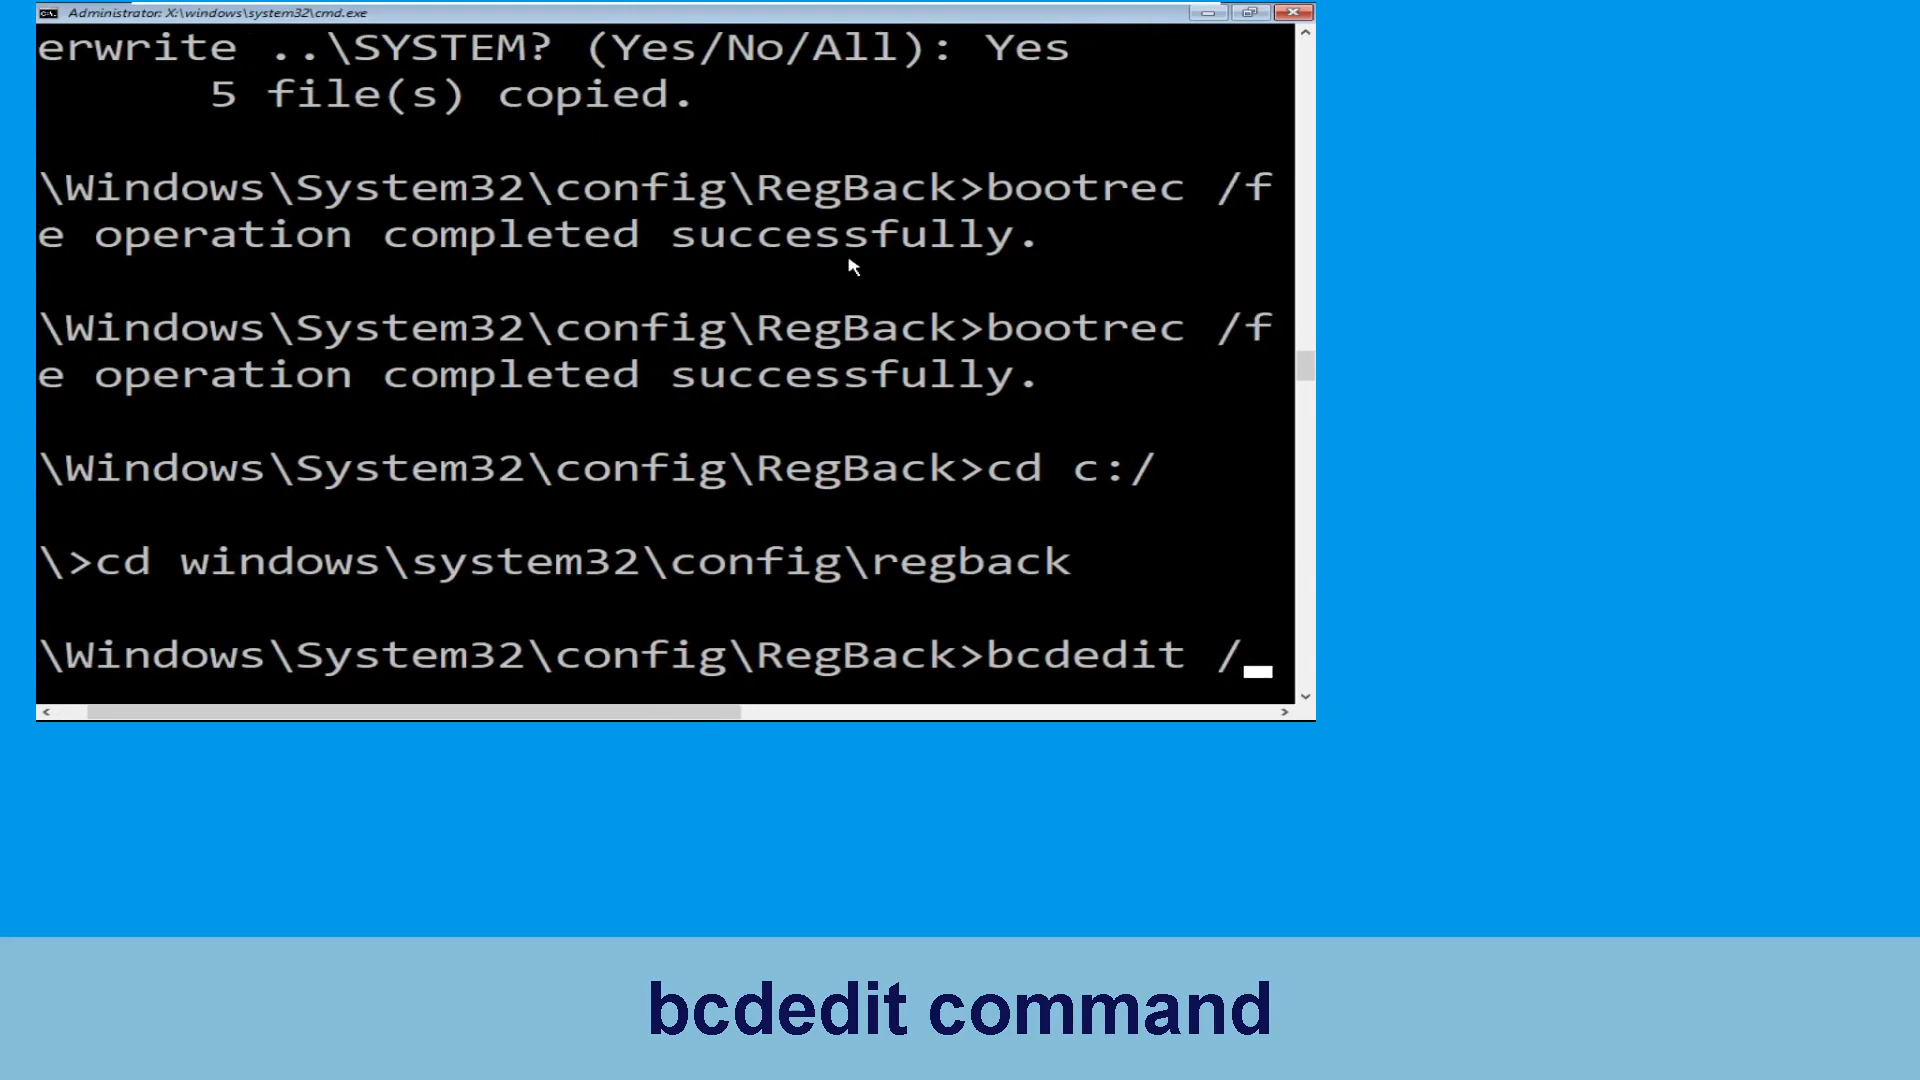 Administrator: X:\windows\system32\cmd.exe
erwrite ..\SYSTEM? (Yes/No/All): Yes
5 file(s) copied.
\Windows\System32\config\RegBack>bootrec /f
e operation completed successfully.
\Windows\System32\config\RegBack>bootrec /f
e operation completed successfully.
\Windows\System32\config\RegBack>cd c:/
\>cd windows\system32\config\regback
\Windows\System32\config\RegBack>bcdedit /
bcdedit command